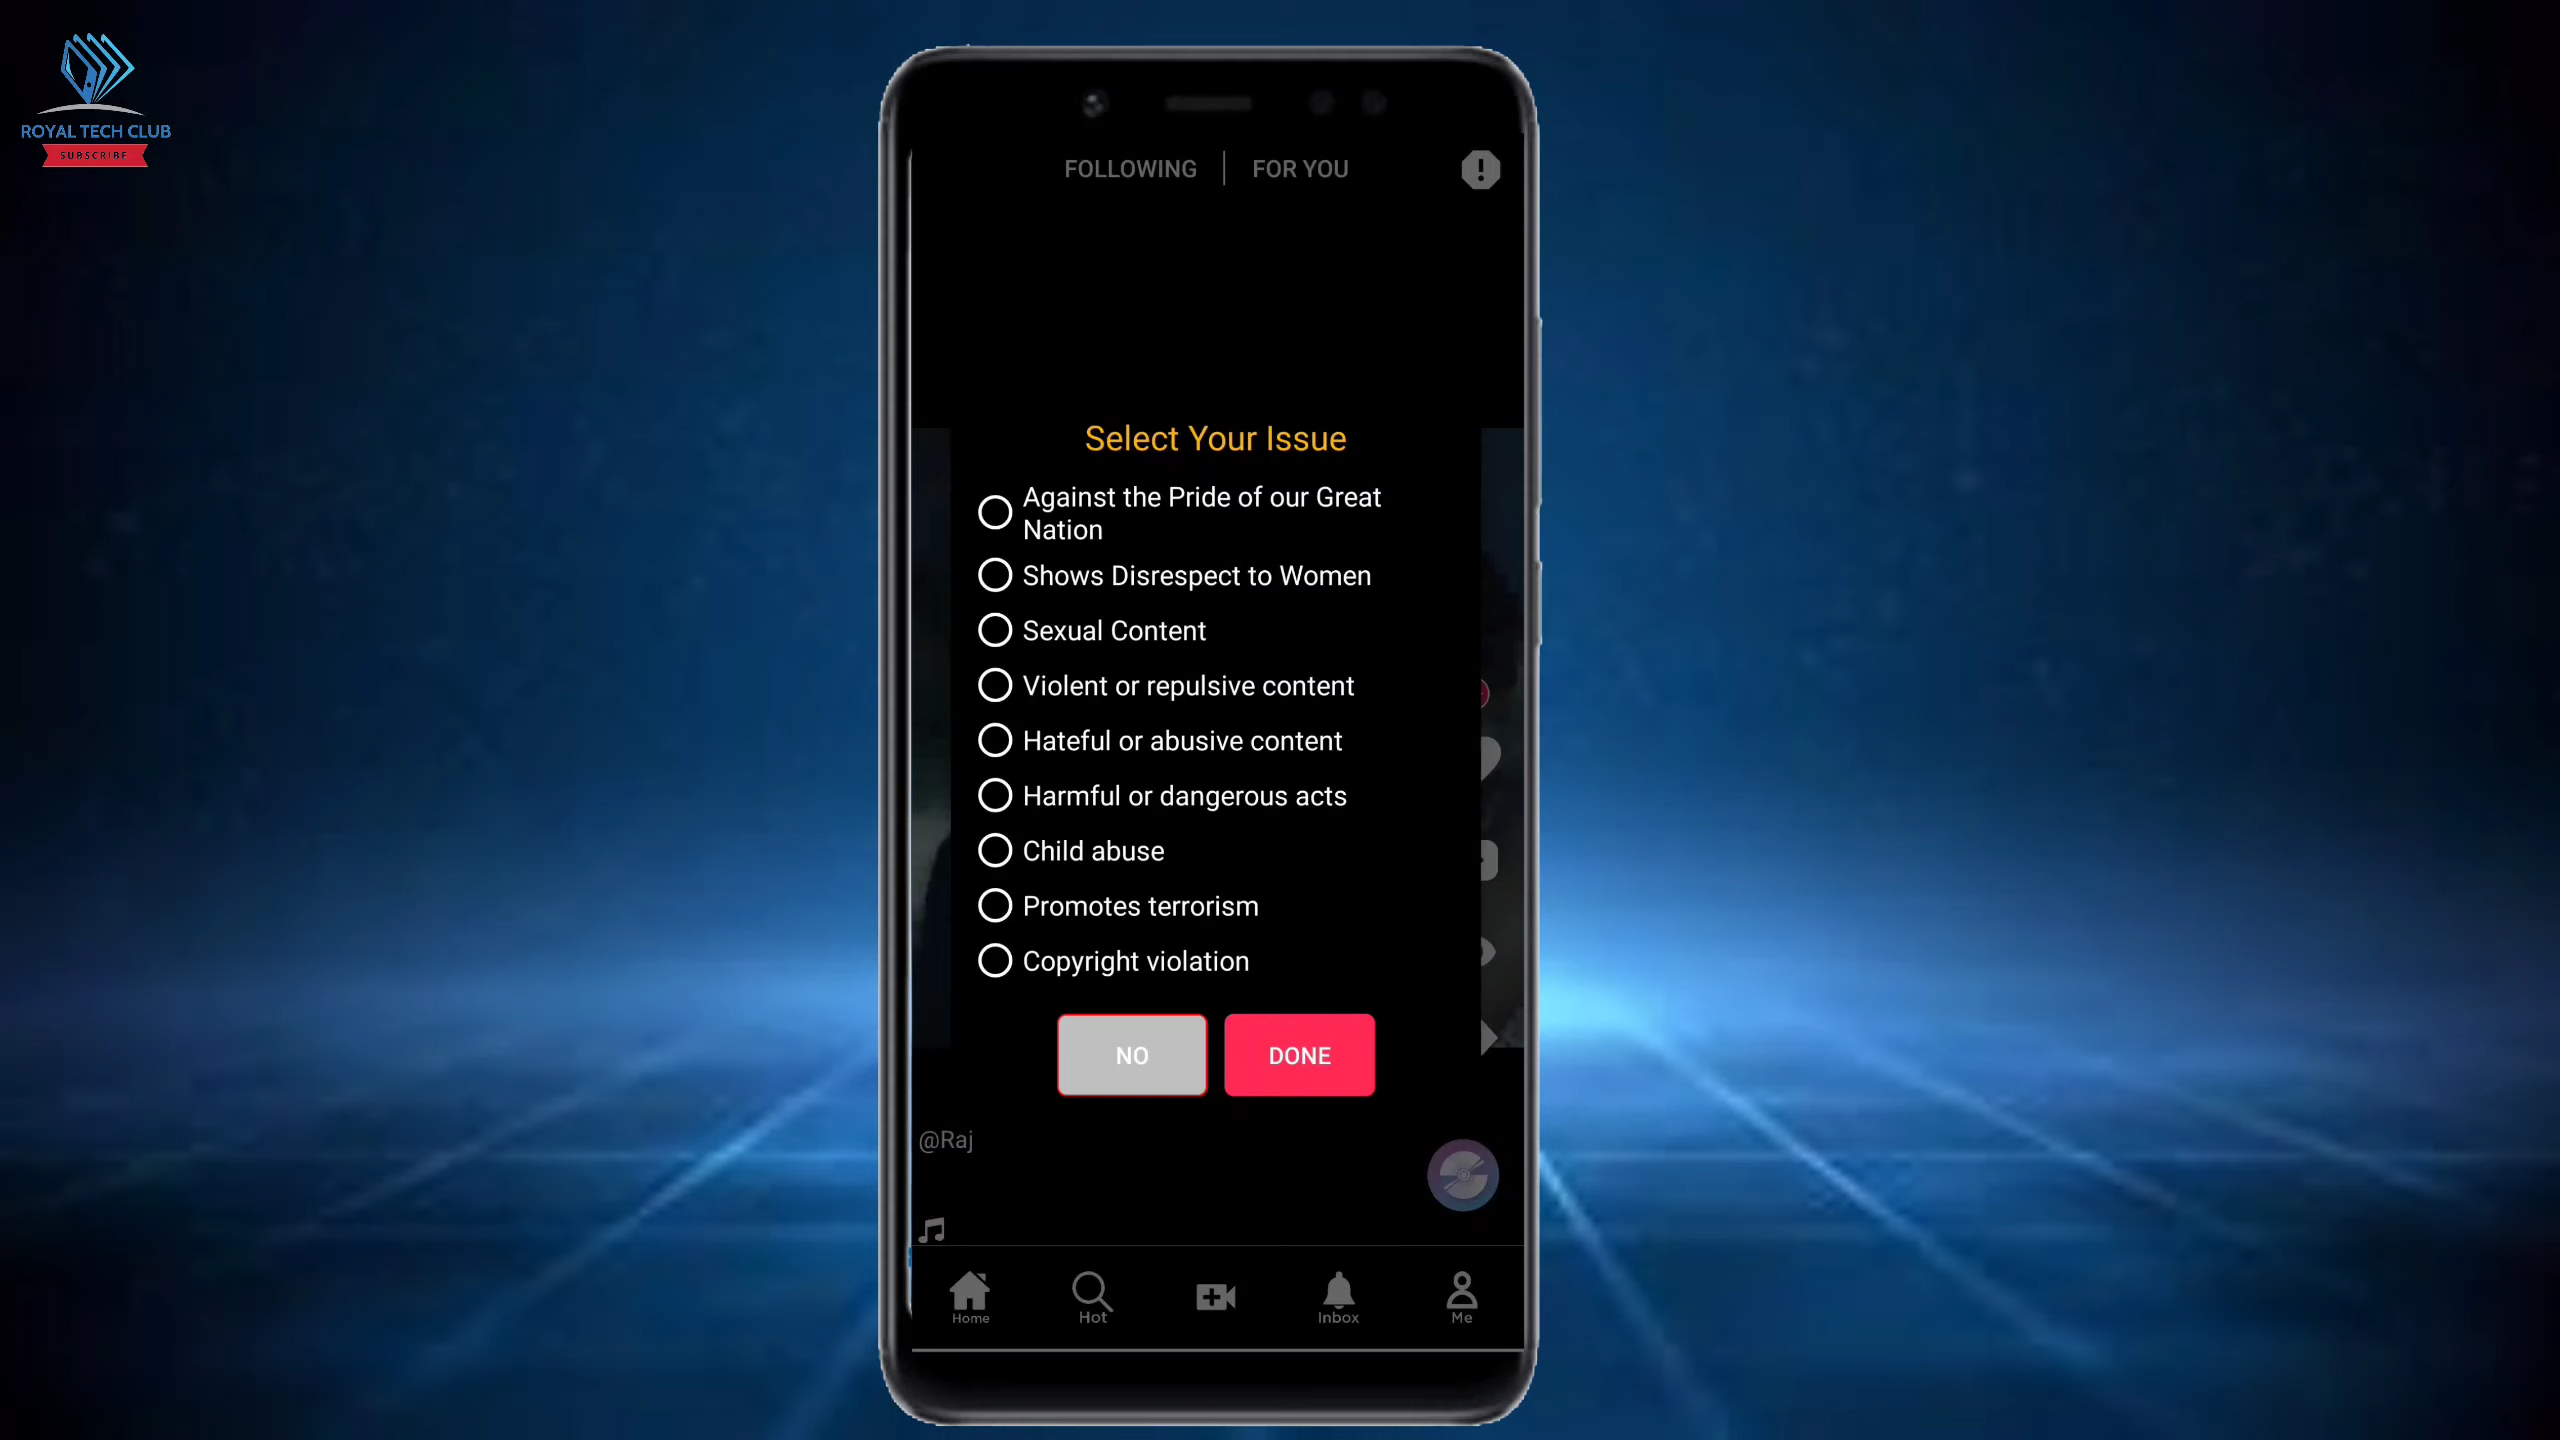 ROYAL TECH CLUB
SUBSCRIBE
FOLLOWING
FOR YOU
Select Your Issue
Against the Pride of our Great
Nation
Shows Disrespect to Women
Sexual Content
Violent or repulsive content
Hateful or abusive content
Harmful or dangerous acts
Child abuse
Promotes terrorism
Copyright violation
NO
DONE
@Raj
Home
Hot
Inbox
Me